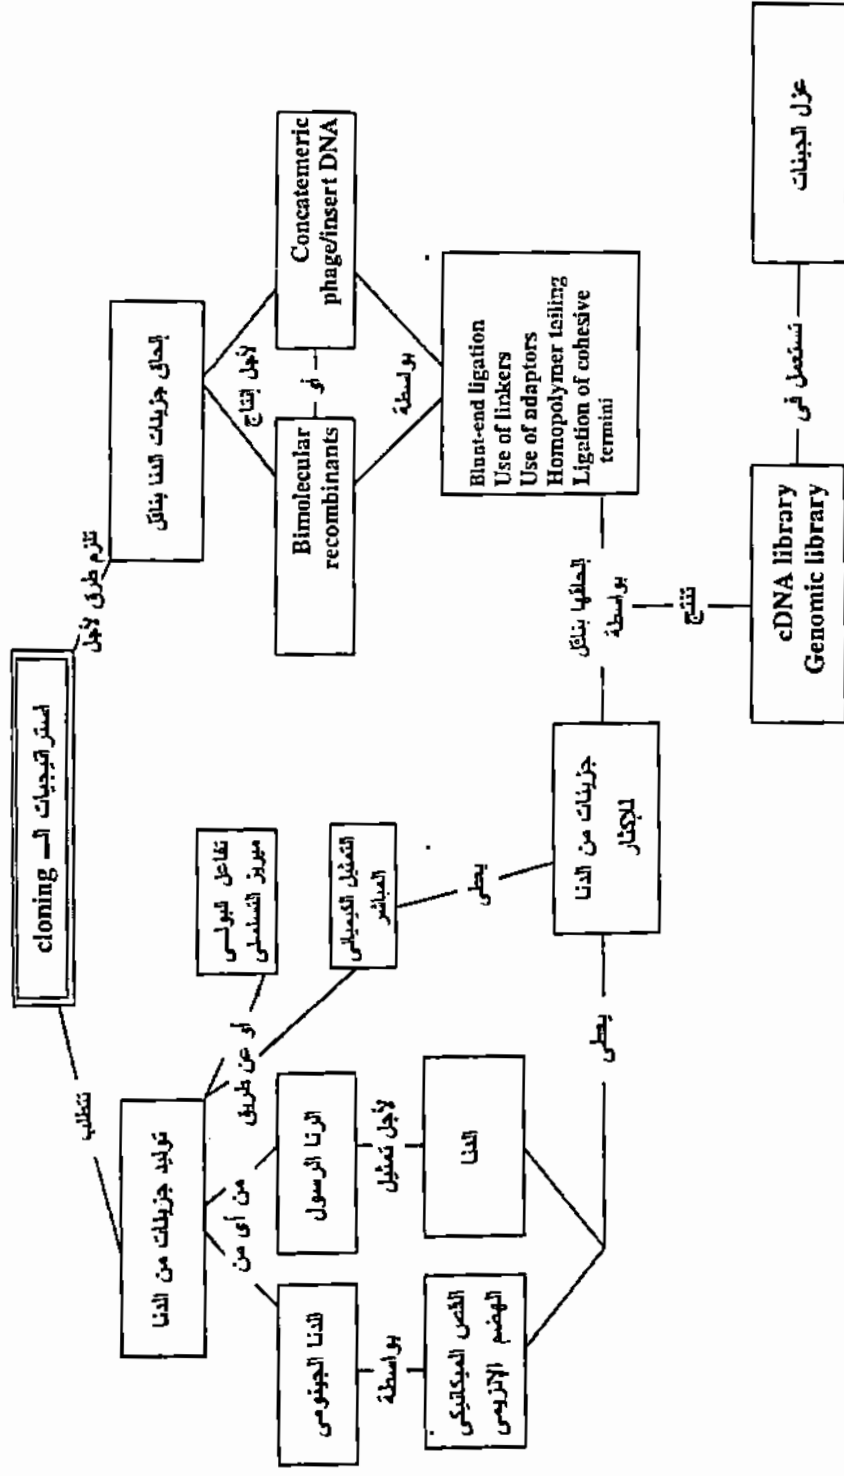 استراتيجيات الـ cloning
تتطلب
تلزم طرق لأجل
توليد جزيئات من الدنا
من أى من
أو عن طريق
الدنا الجينومى
بواسطة
القص الميكانيكى
الهضم الإنزيمى
الرنا الرسول
لأجل تمثيل
الدنا
تفاعل البولى
ميريز التسلسلى
التمثيل الكيميائى
المباشر
يعطى
يعطى
جزيئات من الدنا
للإكثار
إلحاق جزيئات الدنا بناقل
لأجل إنتاج
Bimolecular
recombinants
أو
Concatemeric
phage/insert DNA
بواسطة
Blunt-end ligation
Use of linkers
Use of adaptors
Homopolymer tailing
Ligation of cohesive
termini
إلحاقها بناقل
بواسطة
تنتج
cDNA library
Genomic library
تستعمل فى
عزل الجينات